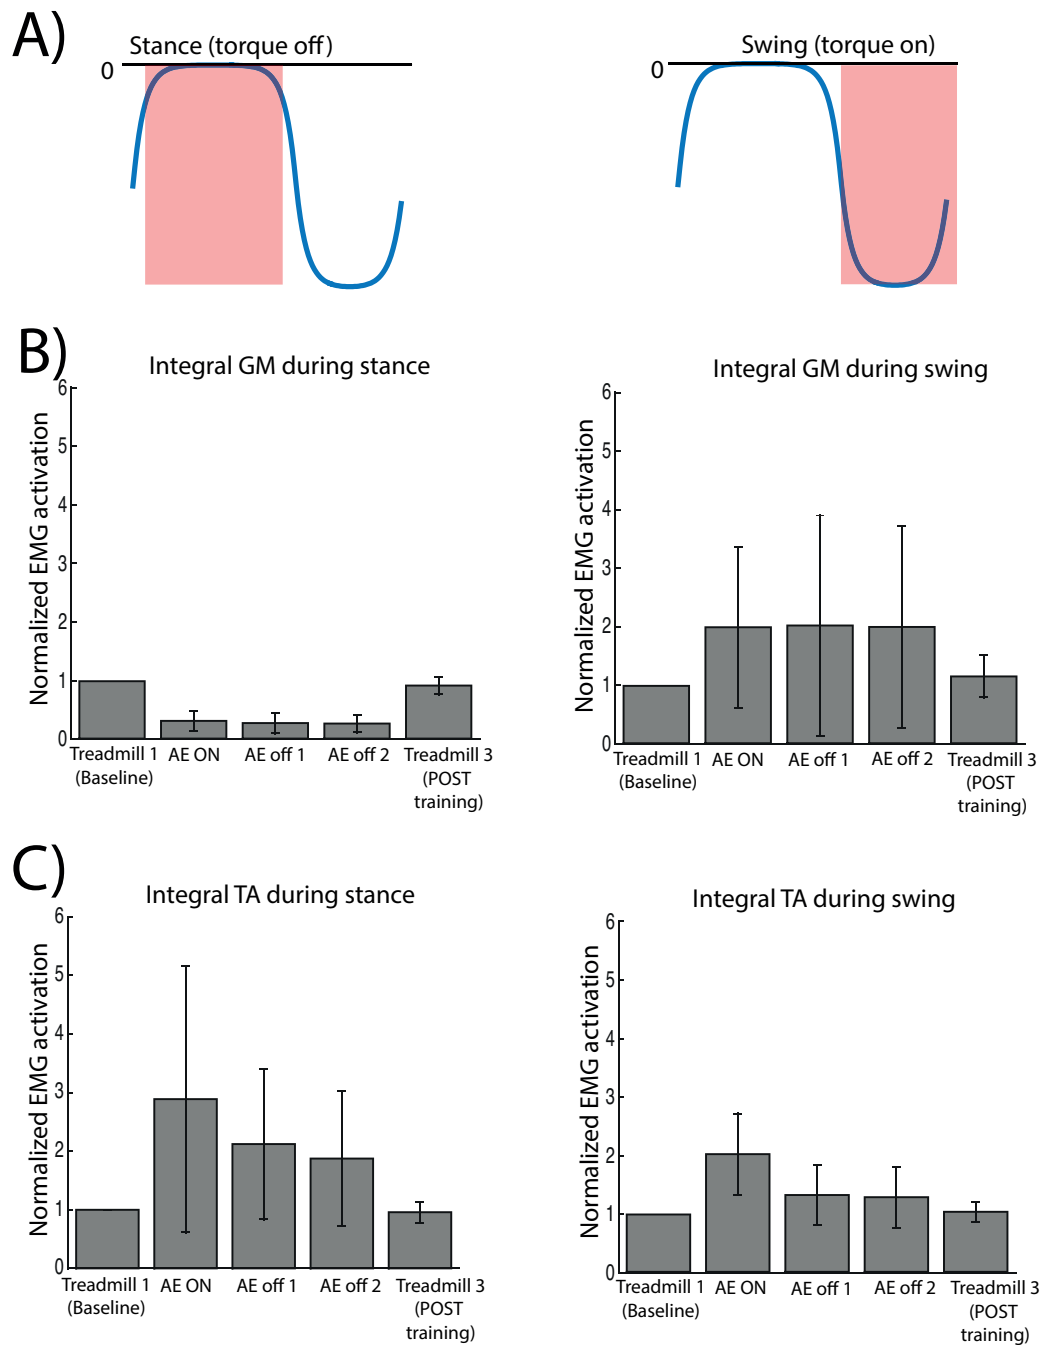 A)
Stance (torque off)
0
Swing (torque on)
0
B)
Integral GM during stance
Normalized EMG activation
6
5
4
3
2
1
0
Treadmill 1
(Baseline)
AE ON
AE off 1
AE off 2
Treadmill 3
(POST
training)
Integral GM during swing
Normalized EMG activation
6
5
4
3
2
1
0
Treadmill 1
(Baseline)
AE ON
AE off 1
AE off 2
Treadmill 3
(POST
training)
C)
Integral TA during stance
Normalized EMG activation
6
5
4
3
2
1
0
Treadmill 1
(Baseline)
AE ON
AE off 1
AE off 2
Treadmill 3
(POST
training)
Integral TA during swing
Normalized EMG activation
6
5
4
3
2
1
0
Treadmill 1
(Baseline)
AE ON
AE off 1
AE off 2
Treadmill 3
(POST
training)